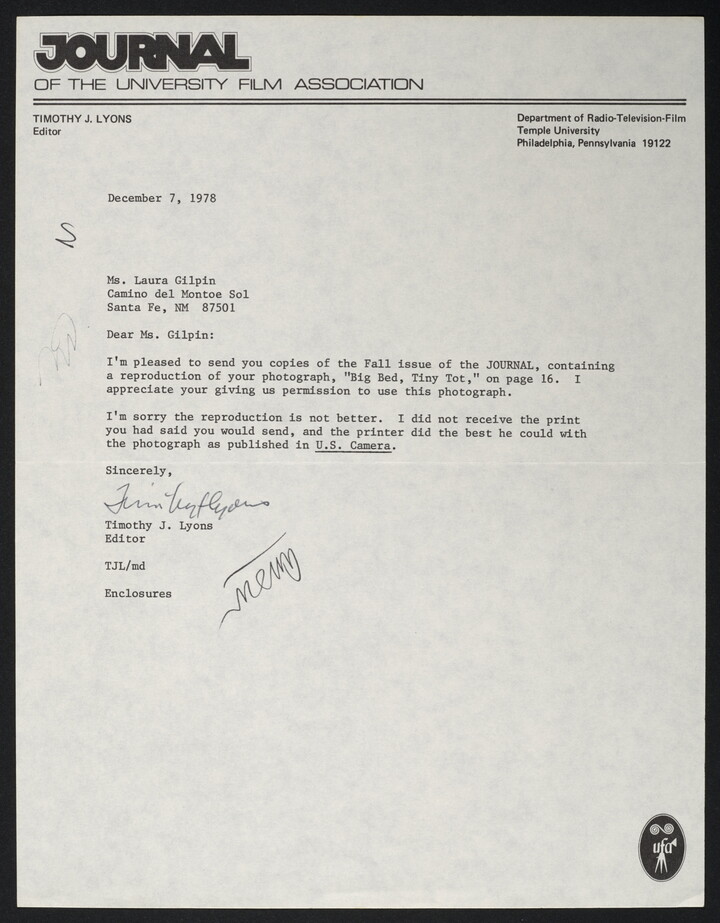 JOURNAL
OF THE UNIVERSITY FILM ASSOCIATION
TIMOTHY J. LYONS
Editor
Department of Radio-Television-Film
Temple University
Philadelphia, Pennsylvania 19122
December 7, 1978
Ms. Laura Gilpin
Camino del Montoe Sol
Santa Fe, NM 87501
Dear Ms. Gilpin:
I'm pleased to send you copies of the Fall issue of the JOURNAL, containing
a reproduction of your photograph, "Big Bed, Tiny Tot," on page 16. I
appreciate your giving us permission to use this photograph.
I'm sorry the reproduction is not better. I did not receive the print
you had said you would send, and the printer did the best he could with
the photograph as published in U.S. Camera.
Sincerely,
Timothy J Lyons
Timothy J. Lyons
Editor
TJL/md
Enclosures
ufa